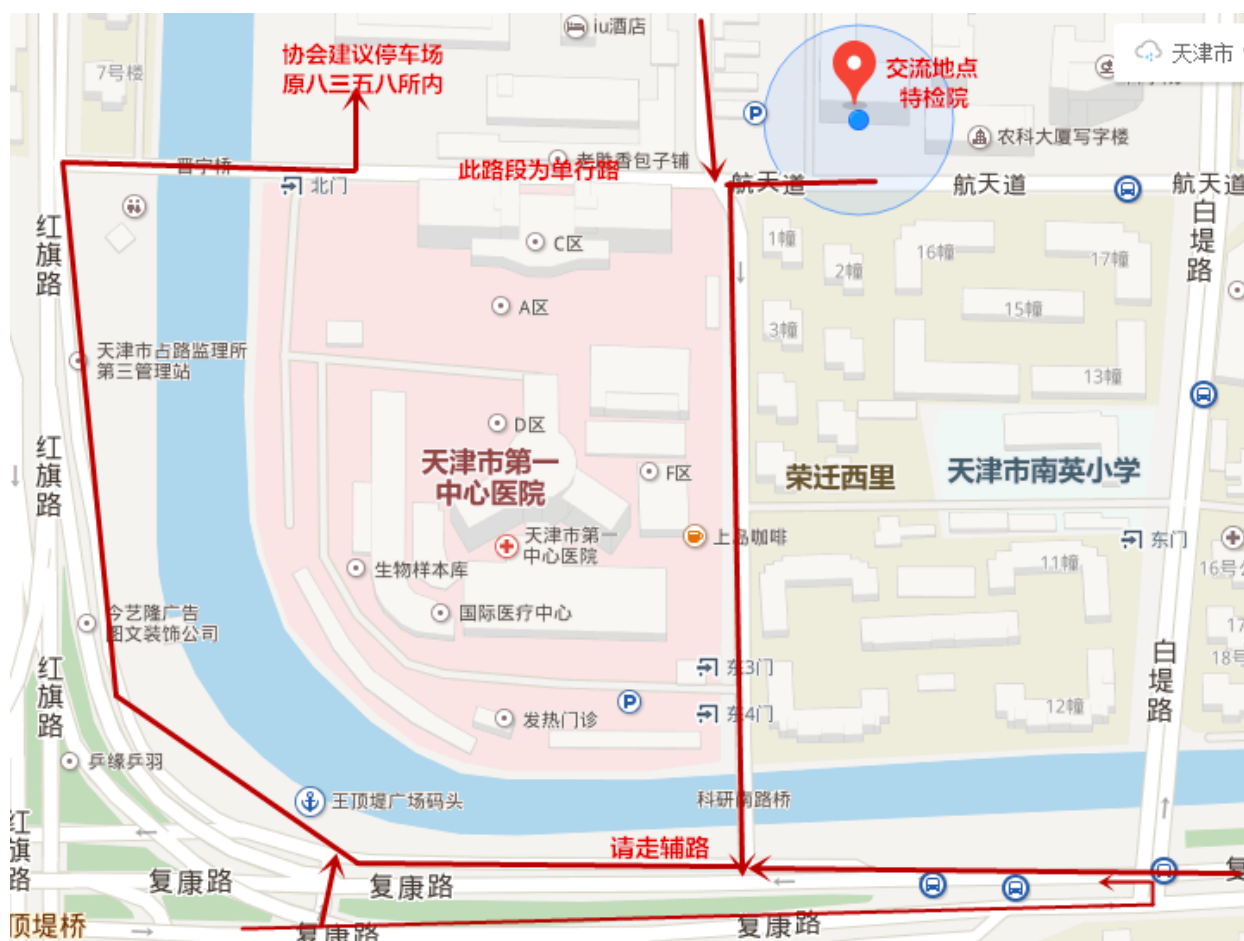 iu酒店
协会建议停车场
原八三五八所内
交流地点
特检院
天津市
7号楼
P
农科大厦写字楼
晋宁桥
老胜香包子铺
此路段为单行路
北门
航天道
航天道
航天道
红旗路
白堤路
C区
1幢
2幢
16幢
17幢
A区
15幢
3幢
天津市占路监理所
第三管理站
13幢
D区
红旗路
天津市第一
中心医院
F区
荣迁西里
天津市南英小学
天津市第一
中心医院
上岛咖啡
东门
11幢
16号
生物样本库
今艺隆广告
图文装饰公司
国际医疗中心
17
18号
红旗路
东3门
白堤路
P
发热门诊
东4门
12幢
乒缘乒羽
王顶堤广场码头
科研南路桥
红旗路
请走辅路
复康路
复康路
复
顶堤桥
复康路
复康路